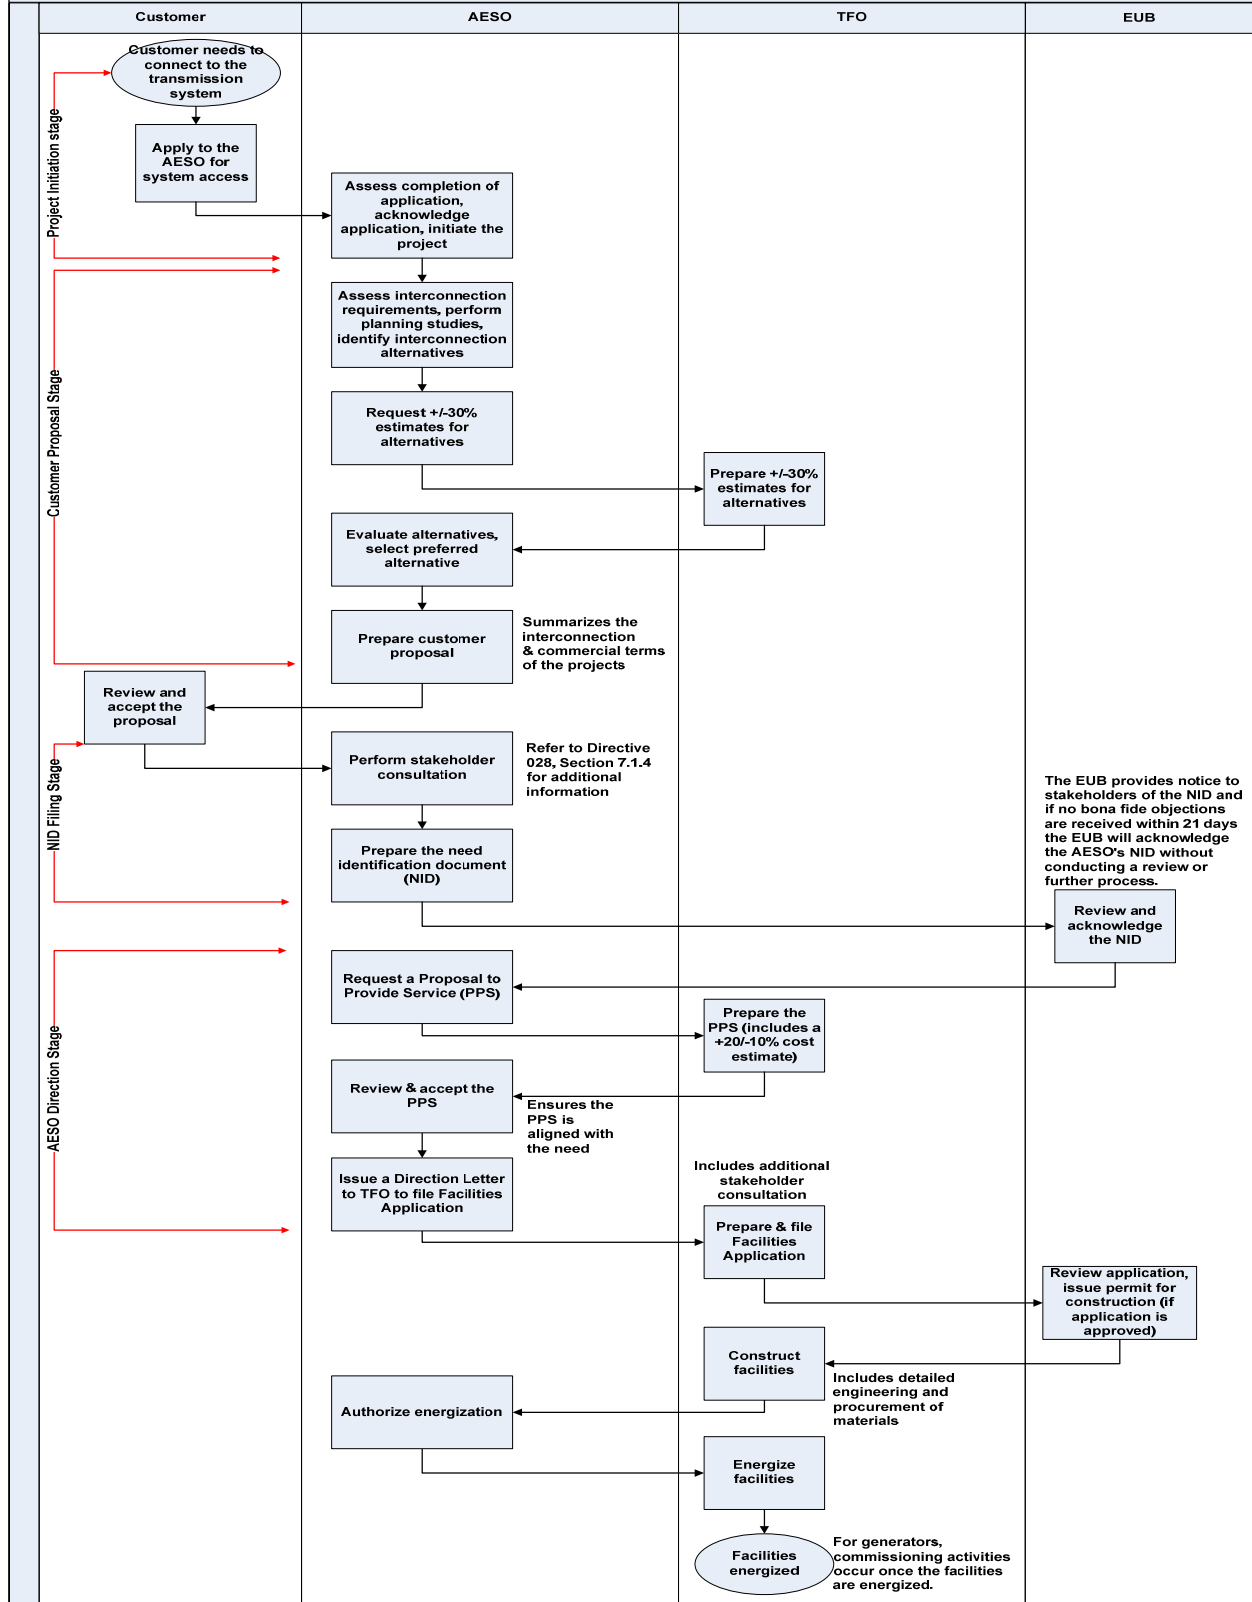 Customer
AESO
TFO
EUB
Customer needs to
connect to the
transmission
system
Project Initiation stage
Apply to the
AESO for
system access
Assess completion of
application,
acknowledge
application, initiate the
project
Customer Proposal Stage
Assess interconnection
requirements, perform
planning studies,
identify interconnection
alternatives
Request +/-30%
estimates for
alternatives
Prepare +/-30%
estimates for
alternatives
Evaluate alternatives,
select preferred
alternative
Prepare customer
proposal
Summarizes the
interconnection
& commercial terms
of the projects
Review and
accept the
proposal
NID Filing Stage
Perform stakeholder
consultation
Refer to Directive
028, Section 7.1.4
for additional
information
Prepare the need
identification document
(NID)
The EUB provides notice to
stakeholders of the NID and
if no bona fide objections
are received within 21 days
the EUB will acknowledge
the AESO's NID without
conducting a review or
further process.
Review and
acknowledge
the NID
AESO Direction Stage
Request a Proposal to
Provide Service (PPS)
Prepare the
PPS (includes a
+20/-10% cost
estimate)
Review & accept the
PPS
Ensures the
PPS is
aligned with
the need
Issue a Direction Letter
to TFO to file Facilities
Application
Includes additional
stakeholder
consultation
Prepare & file
Facilities
Application
Review application,
issue permit for
construction (if
application is
approved)
Construct
facilities
Includes detailed
engineering and
procurement of
materials
Authorize energization
Energize
facilities
Facilities
energized
For generators,
commissioning activities
occur once the facilities
are energized.